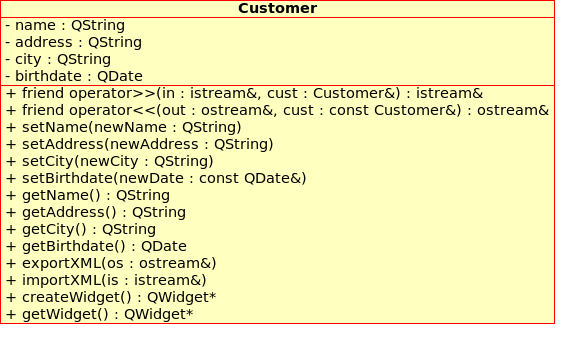 Customer
- name : QString
- address : QString
- city : QString
- birthdate : QDate
+ friend operator>>(in : istream&, cust : Customer&) : istream&
+ friend operator<<(out : ostream&, cust : const Customer&) : ostream&
+ setName(newName : QString)
+ setAddress(newAddress : QString)
+ setCity(newCity : QString)
+ setBirthdate(newDate : const QDate&)
+ getName() : QString
+ getAddress() : QString
+ getCity() : QString
+ getBirthdate() : QDate
+ exportXML(os : ostream&)
+ importXML(is : istream&)
+ createWidget() : QWidget*
+ getWidget() : QWidget*